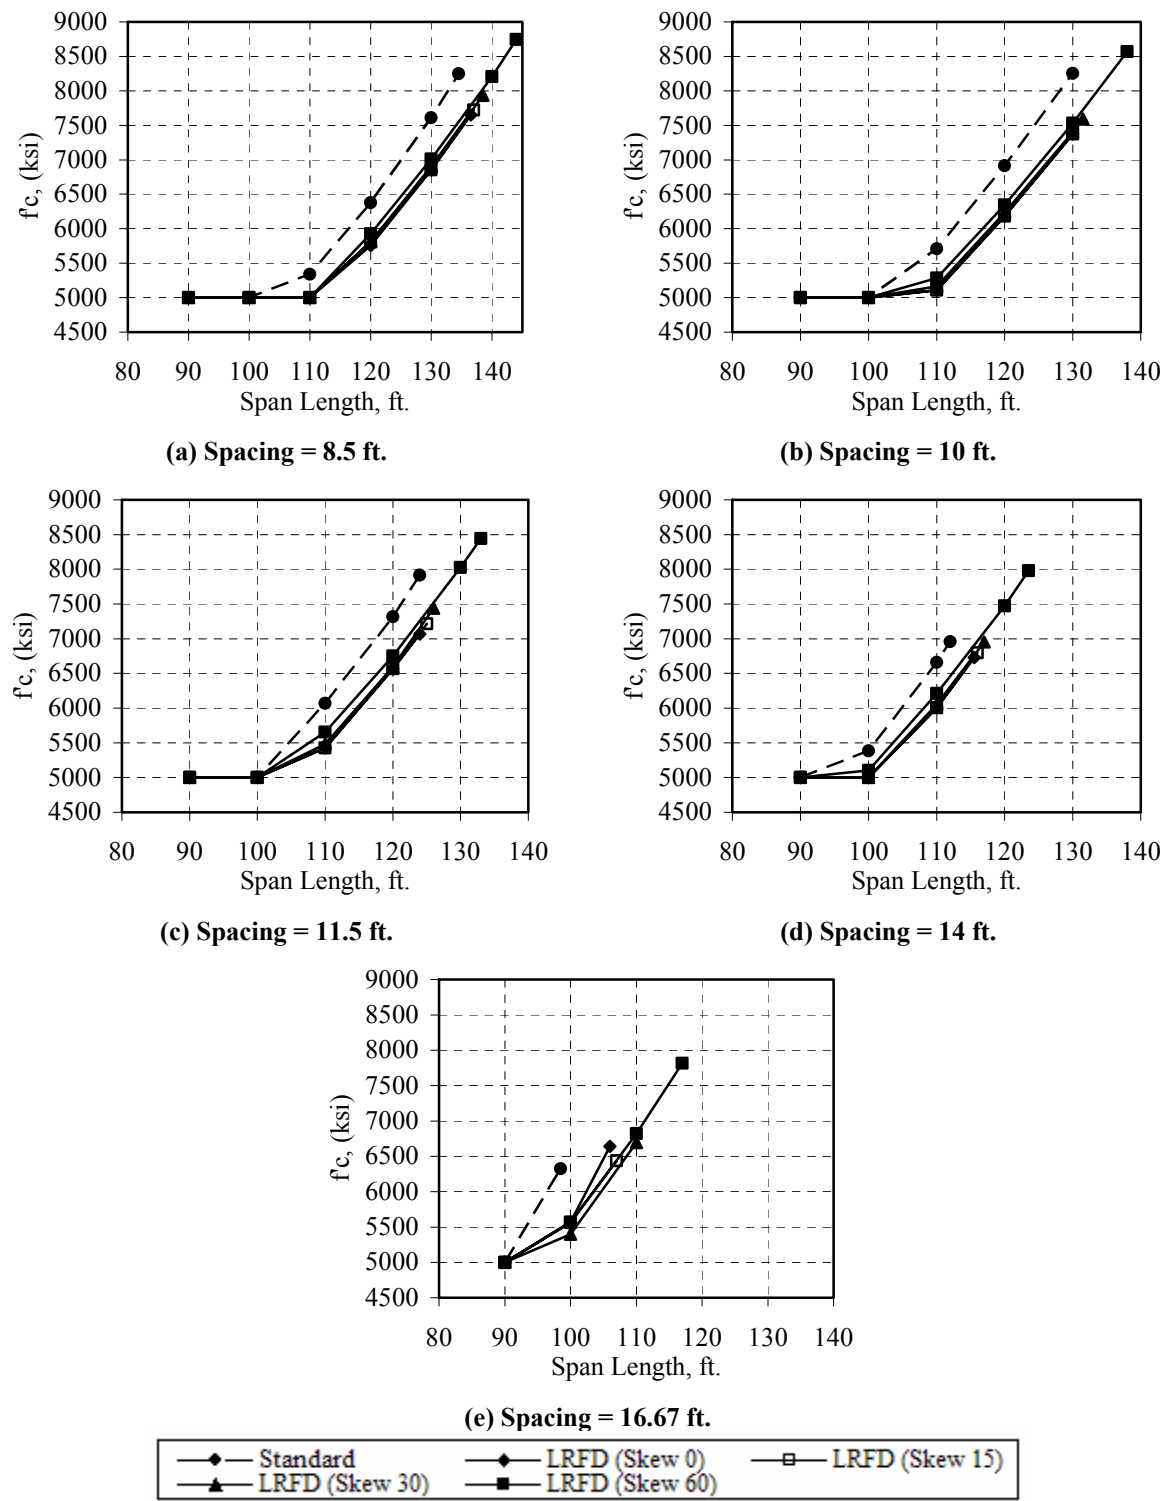 9000
8500
8000
7500
7000
6500
6000
5500
5000
4500
f'c, (ksi)
80 90 100 110 120 130 140
Span Length, ft.
(a) Spacing = 8.5 ft.
9000
8500
8000
7500
7000
6500
6000
5500
5000
4500
f'c, (ksi)
80 90 100 110 120 130 140
Span Length, ft.
(b) Spacing = 10 ft.
9000
8500
8000
7500
7000
6500
6000
5500
5000
4500
f'c, (ksi)
80 90 100 110 120 130 140
Span Length, ft.
(c) Spacing = 11.5 ft.
9000
8500
8000
7500
7000
6500
6000
5500
5000
4500
f'c, (ksi)
80 90 100 110 120 130 140
Span Length, ft.
(d) Spacing = 14 ft.
9000
8500
8000
7500
7000
6500
6000
5500
5000
4500
f'c, (ksi)
80 90 100 110 120 130 140
Span Length, ft.
(e) Spacing = 16.67 ft.
Standard LRFD (Skew 0) LRFD (Skew 15)
LRFD (Skew 30) LRFD (Skew 60)